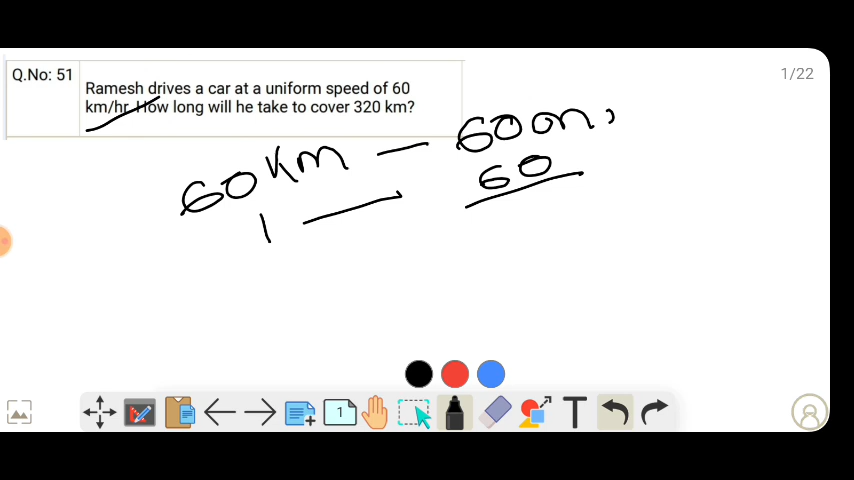 Q.No: 51
Ramesh drives a car at a uniform speed of 60
km/hr. How long will he take to cover 320 km?
1/22
60 km — 60 m,
1 → 60
1
T